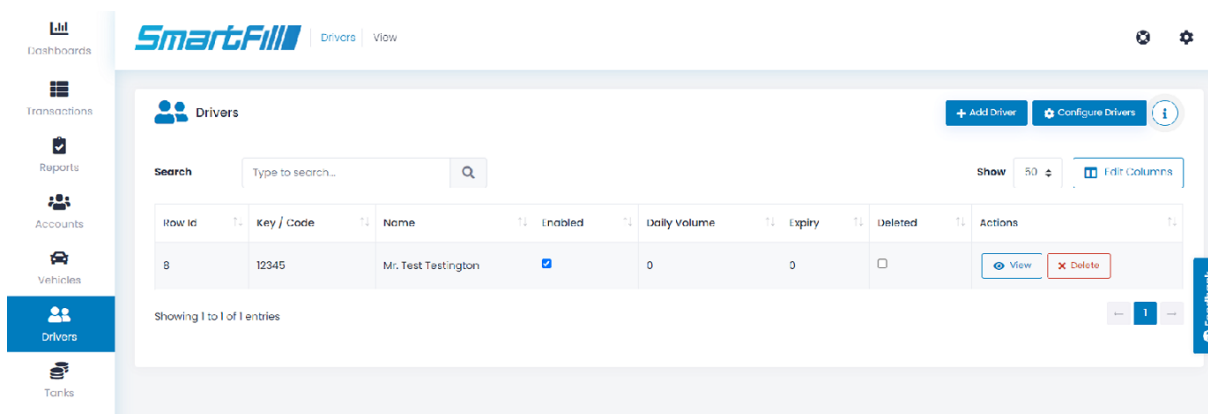 Dashboards
Transactions
Reports
Accounts
Vehicles
Drivers
Tanks
SmartFill Drivers View
Drivers
+ Add Driver Configure Drivers i
Search Type to search... Show 50 Edit Columns
Row Id Key / Code Name Enabled Daily Volume Expiry Deleted Actions
8 12345 Mr. Test Testington 0 0 View Delete
Showing 1 to 1 of 1 entries
← 1 →
Feedback